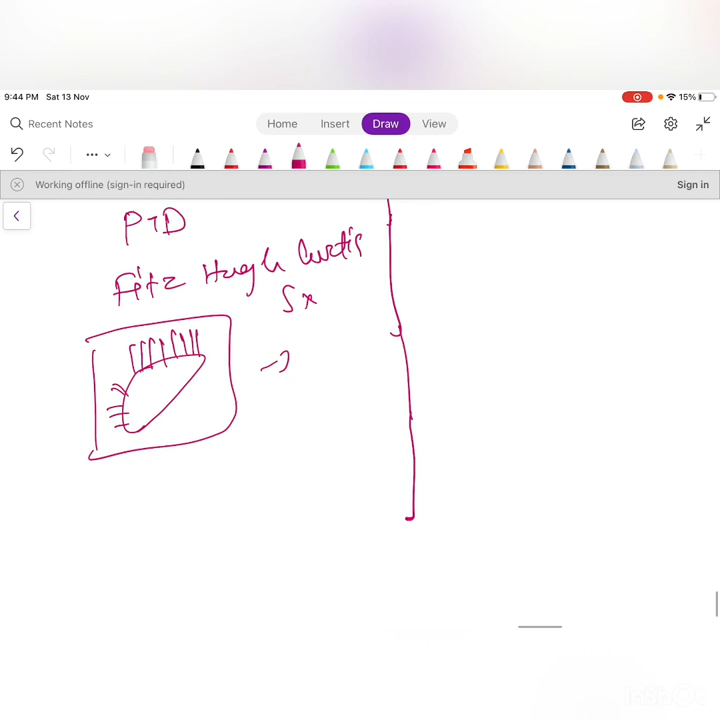 9:44 PM Sat 13 Nov 15%
Recent Notes Home Insert Draw View
Working offline (sign-in required) Sign in
PID
Fitz Hugh Curtis
Sx